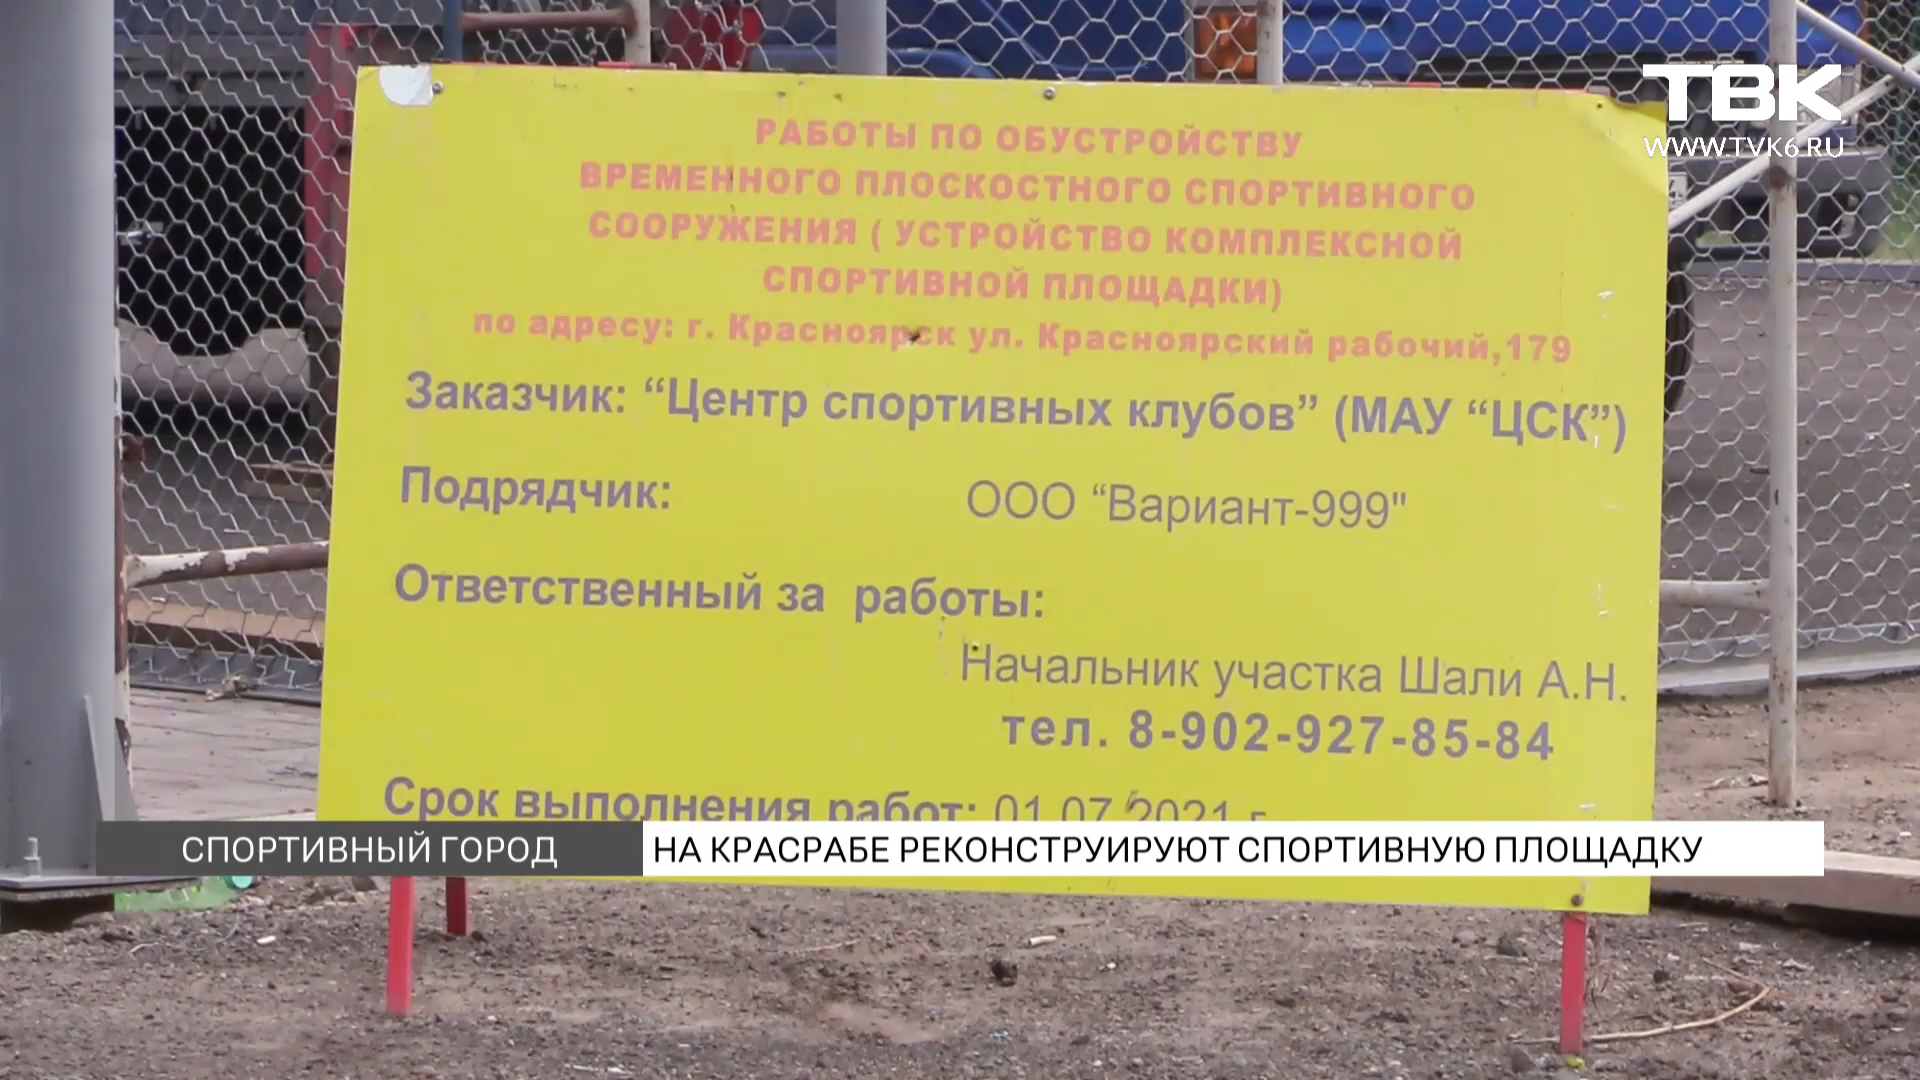 ТВК
WWW.TVK6.RU
РАБОТЫ ПО ОБУСТРОЙСТВУ
ВРЕМЕННОГО ПЛОСКОСТНОГО СПОРТИВНОГО
СООРУЖЕНИЯ ( УСТРОЙСТВО КОМПЛЕКСНОЙ
СПОРТИВНОЙ ПЛОЩАДКИ)
по адресу: г. Красноярск ул. Красноярский рабочий,179
Заказчик: “Центр спортивных клубов” (МАУ “ЦСК”)
Подрядчик: ООО “Вариант-999"
Ответственный за работы:
Начальник участка Шали А.Н.
тел. 8-902-927-85-84
Срок выполнения работ: 01.07.2021 г.
СПОРТИВНЫЙ ГОРОД
НА КРАСРАБЕ РЕКОНСТРУИРУЮТ СПОРТИВНУЮ ПЛОЩАДКУ